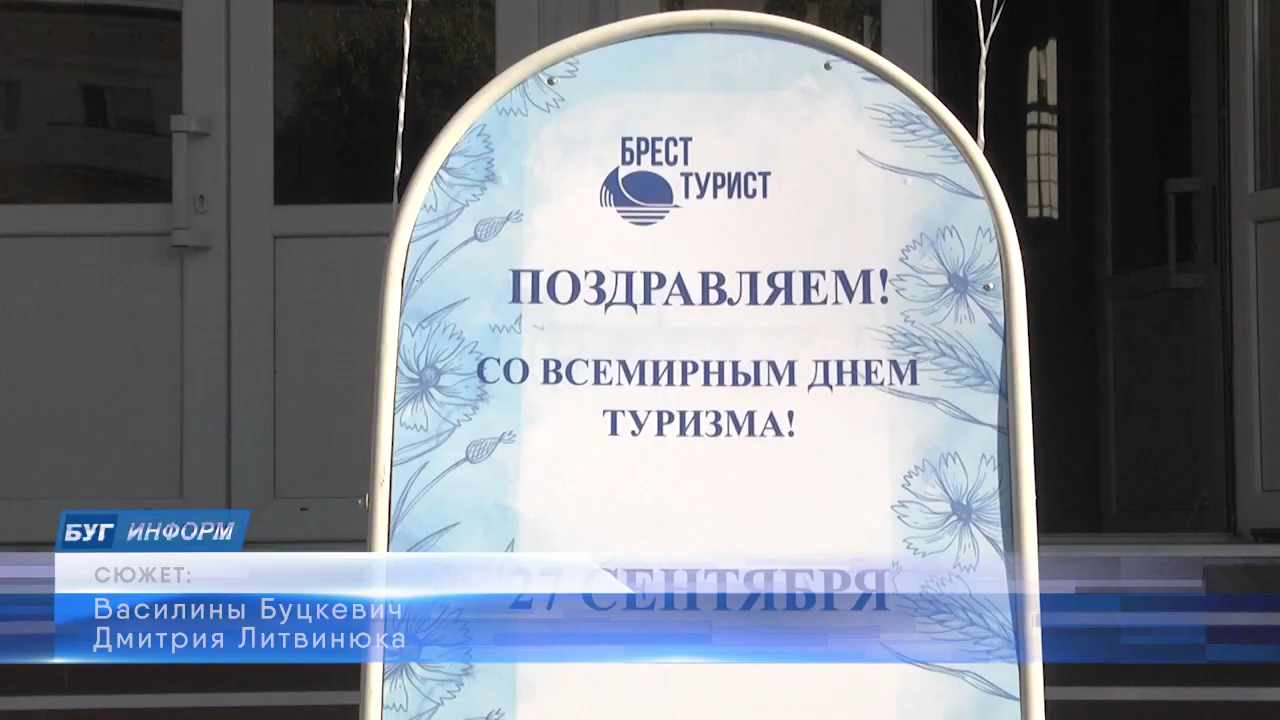 БРЕСТ
ТУРИСТ
ПОЗДРАВЛЯЕМ!
СО ВСЕМИРНЫМ ДНЕМ
ТУРИЗМА!
27 СЕНТЯБРЯ
БУГ ИНФОРМ
СЮЖЕТ:
Василины Буцкевич
Дмитрия Литвинюка